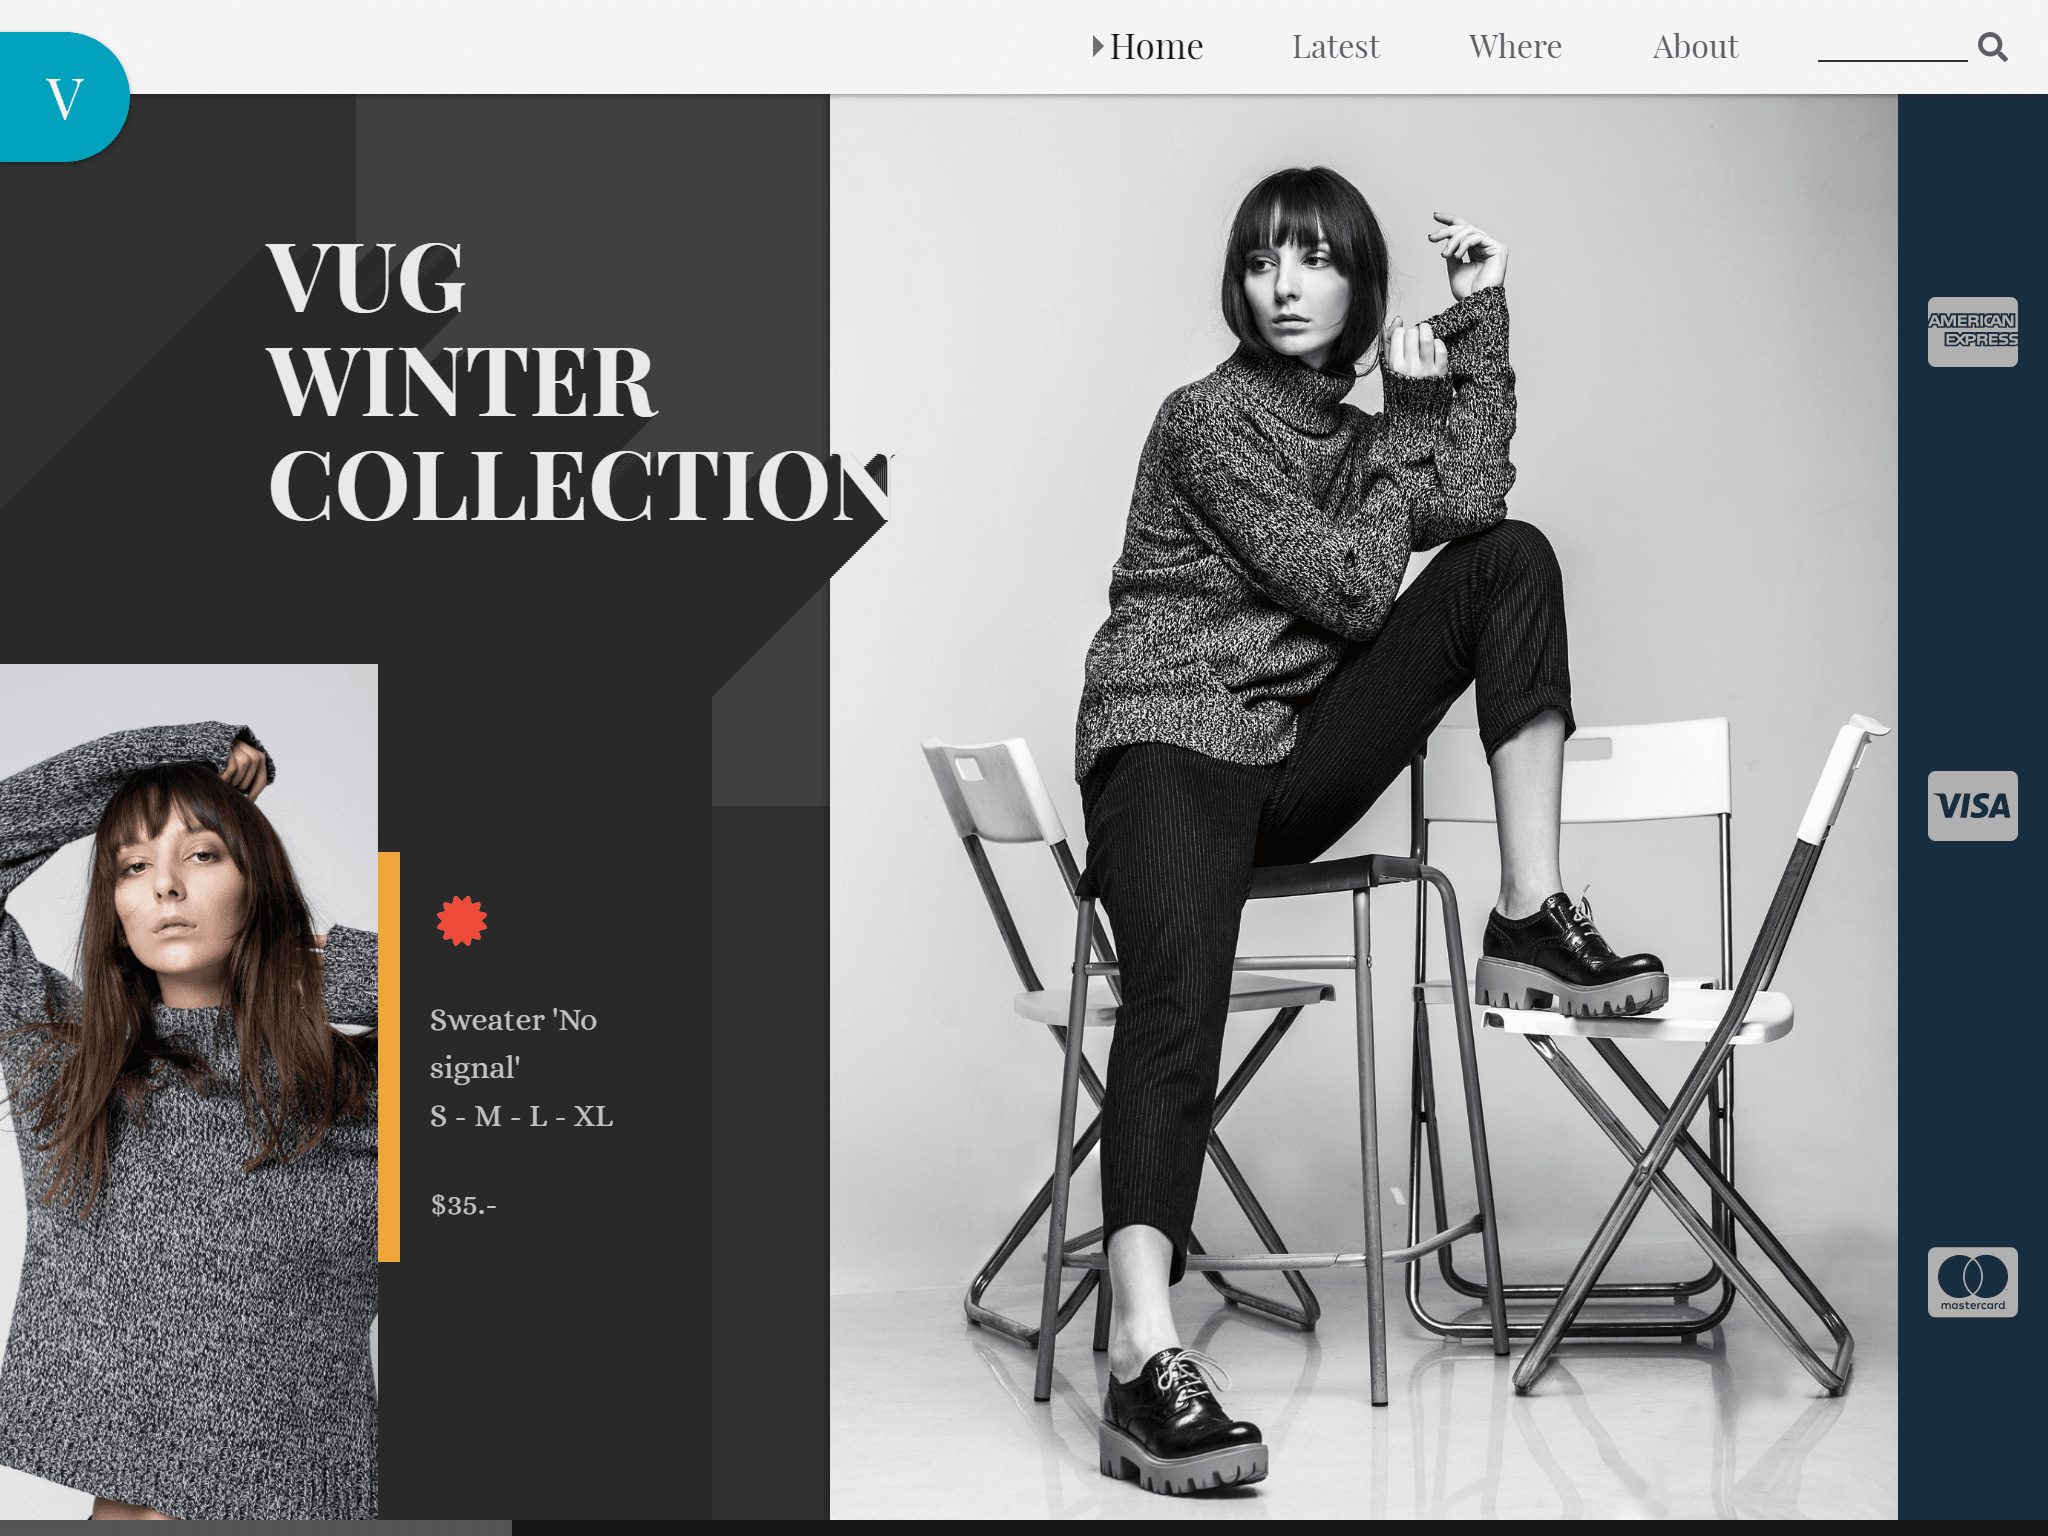 V
Home
Latest
Where
About
VUG
WINTER
COLLECTION
AMERICAN
EXPRESS
VISA
mastercard
Sweater 'No
signal'
S - M - L - XL
$35.-